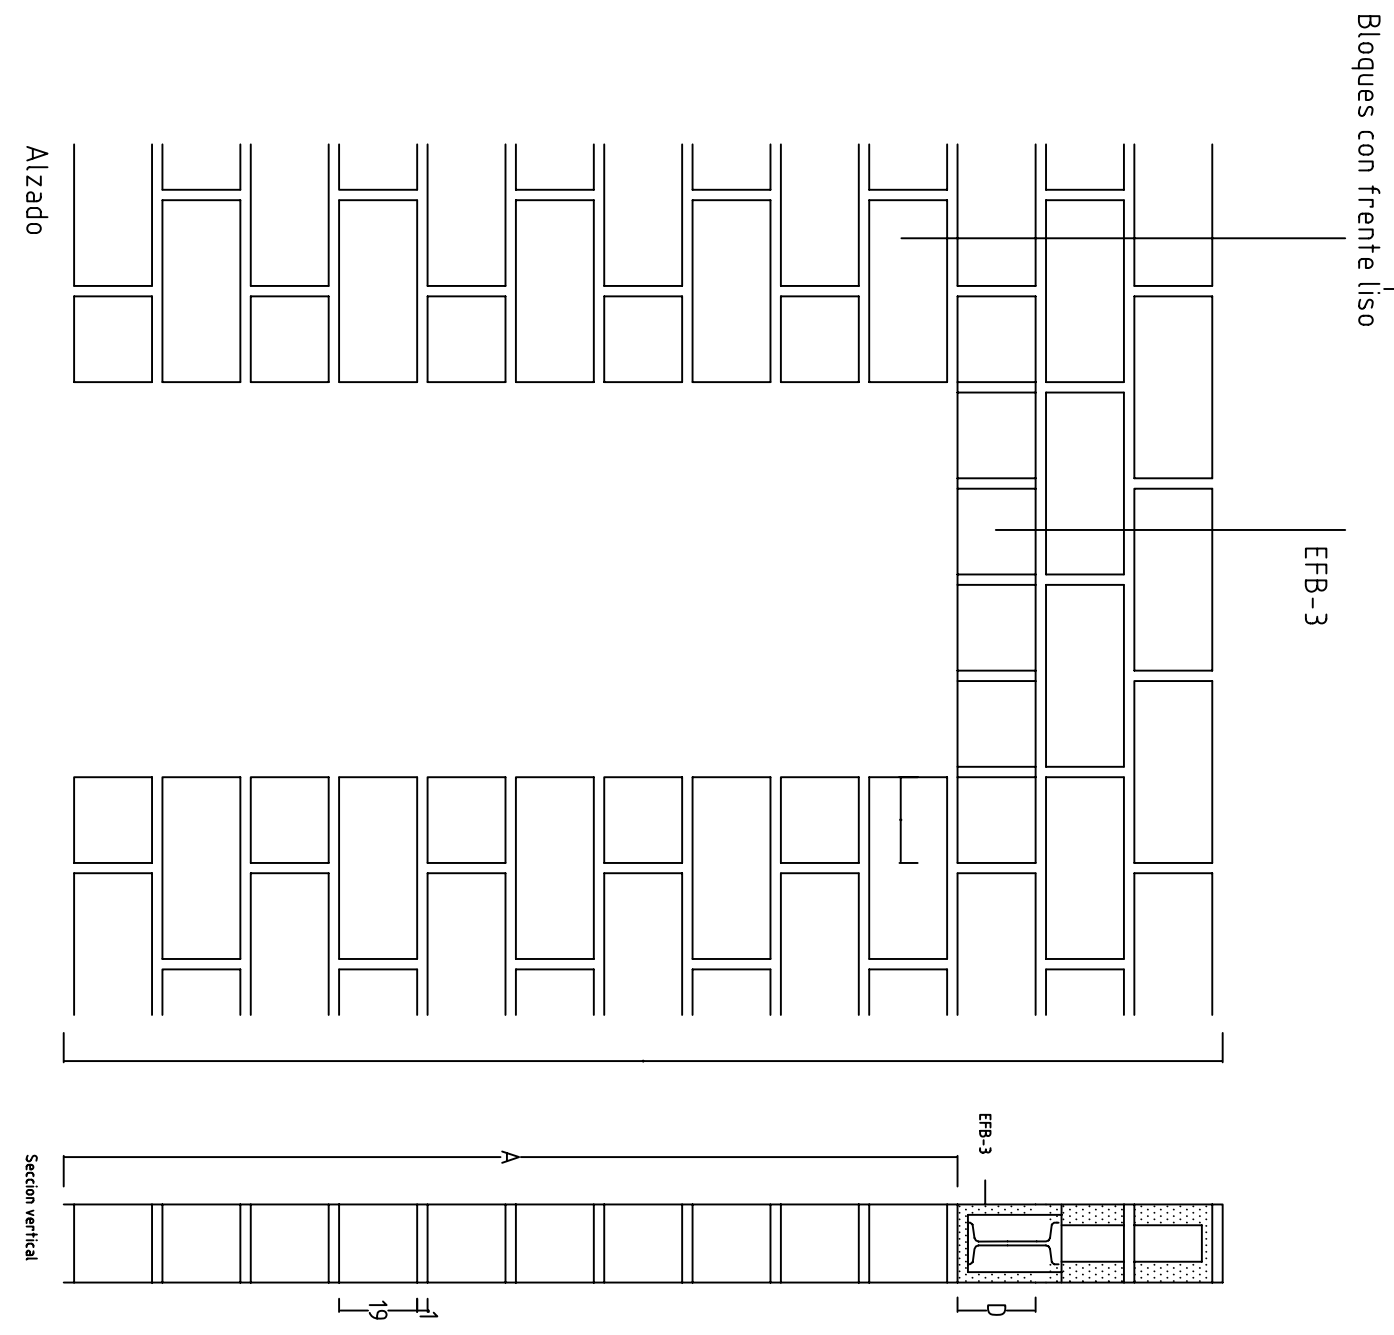 Bloques con frente liso
EFB-3
Alzado
EFB-3
A
Seccion vertical
19
1
D